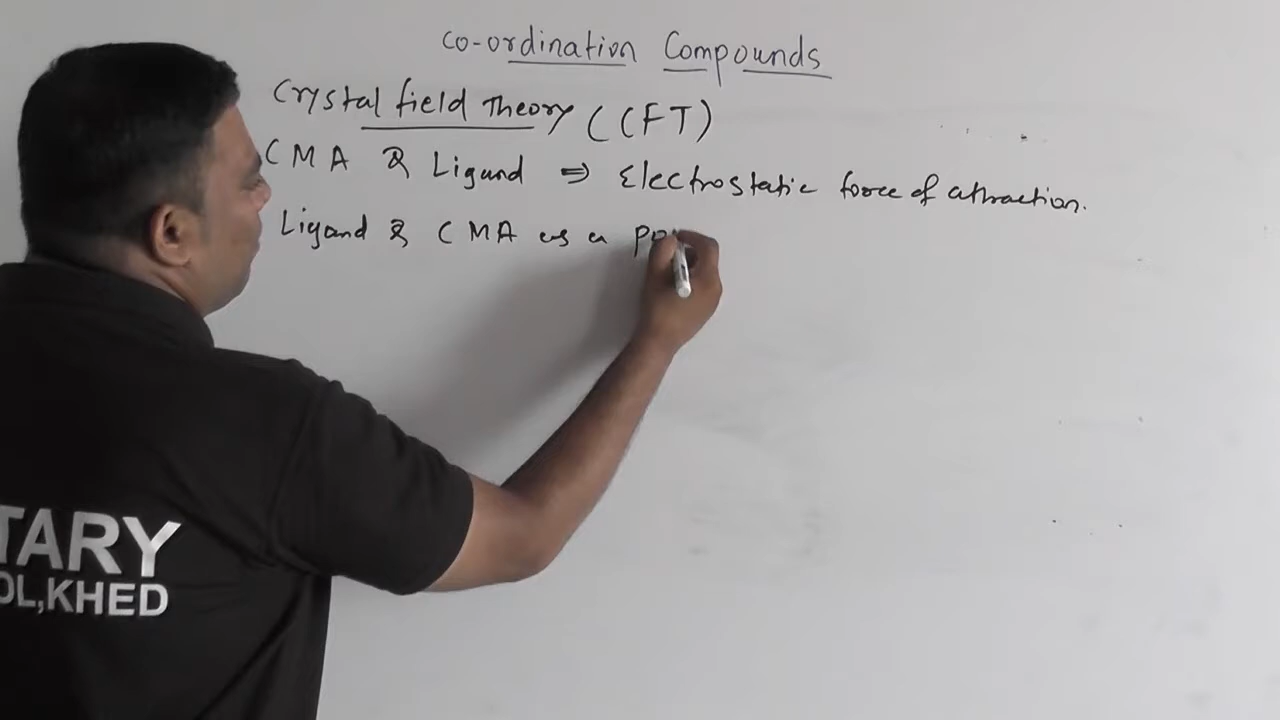 Co-ordination Compounds
Crystal field Theory (CFT)
CMA & Ligand ⇒ Electrostatic force of attraction.
Ligand & CMA as a
TARY
OL,KHED